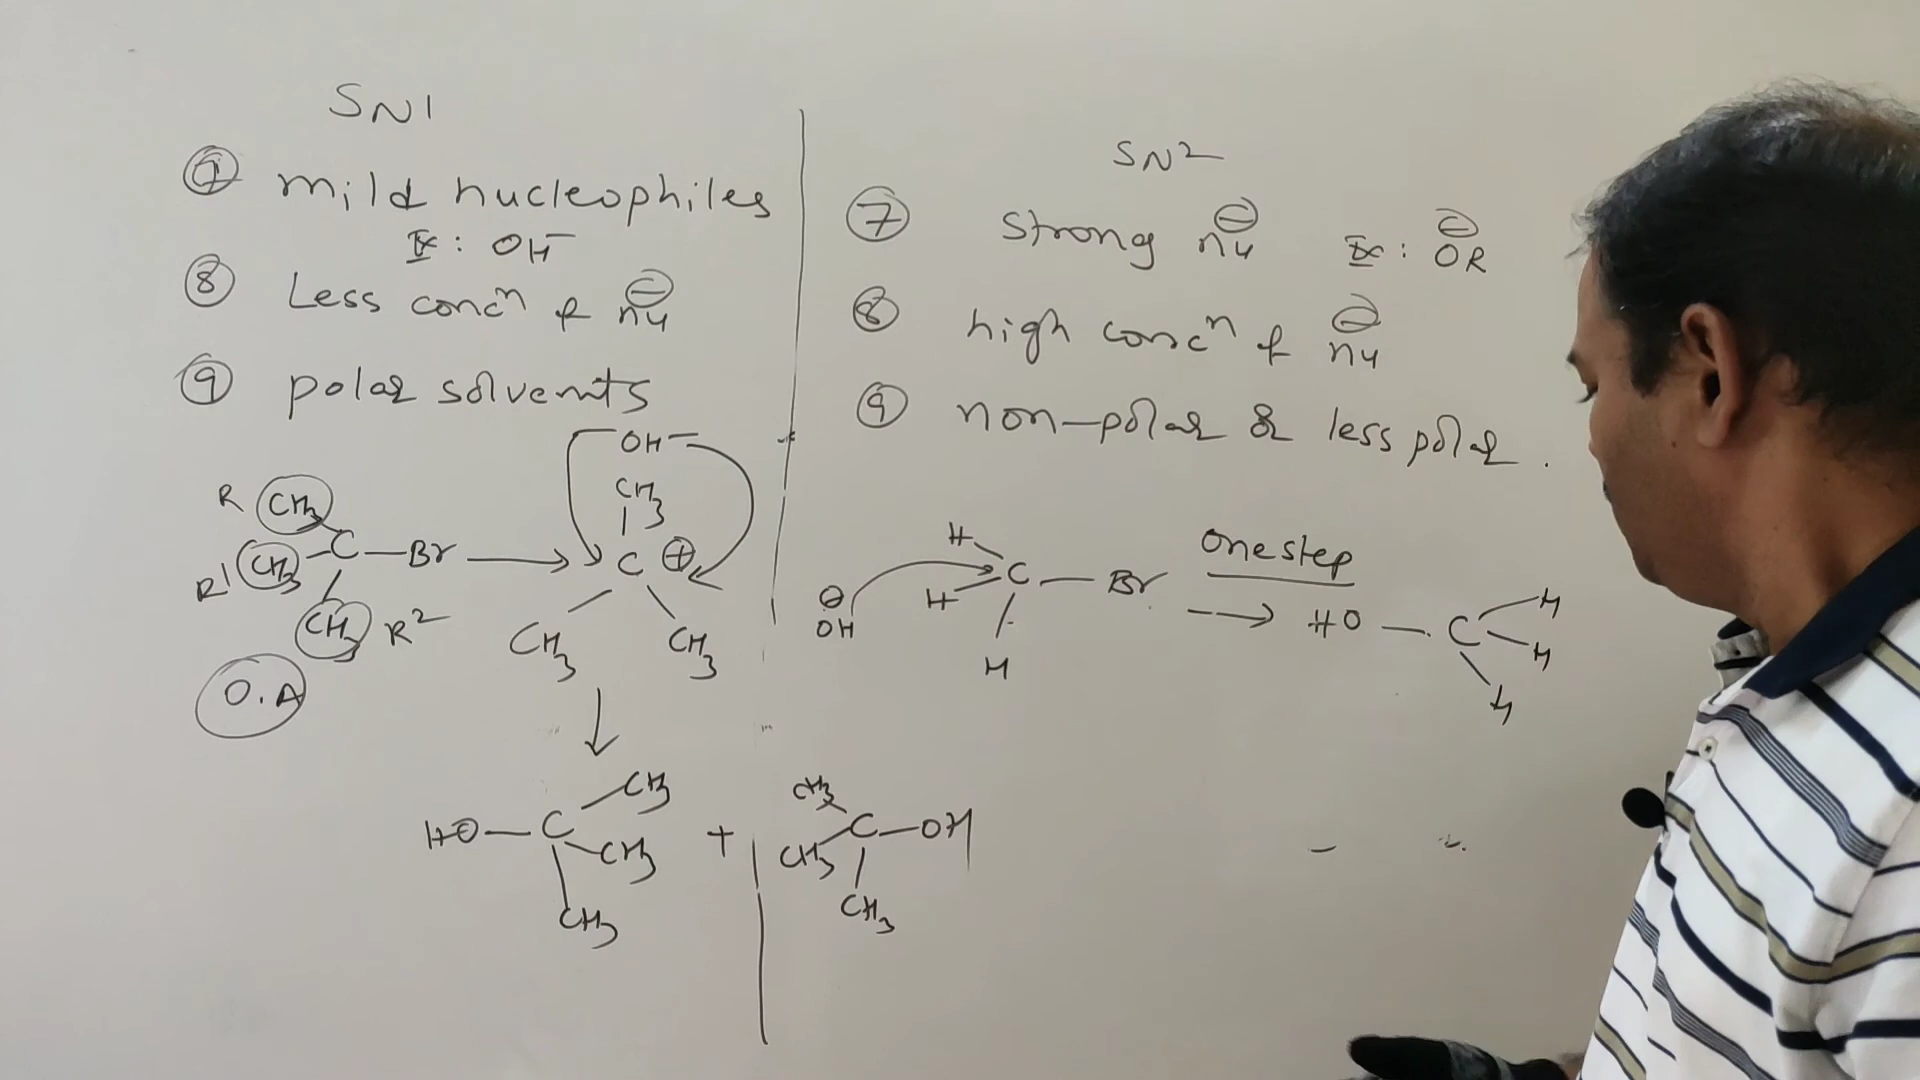 SN1
7 mild nucleophiles
Ex : OH−
8 Less concn of nu⊖
9 polar solvents
OH−
CH3
R CH3
C — Br → C ⊕
R1 CH3
CH3 R2
CH3 CH3
O.A
HO — C
CH3
CH3
CH3
+
CH3
CH3
C — OH
CH3
SN2
7 strong nu⊖ Ex : ⊖OR
8 high concn of nu⊖
9 non-polar & less polar .
one step
⊖OH
H
H
C — Br → HO — C
H
H
H
H